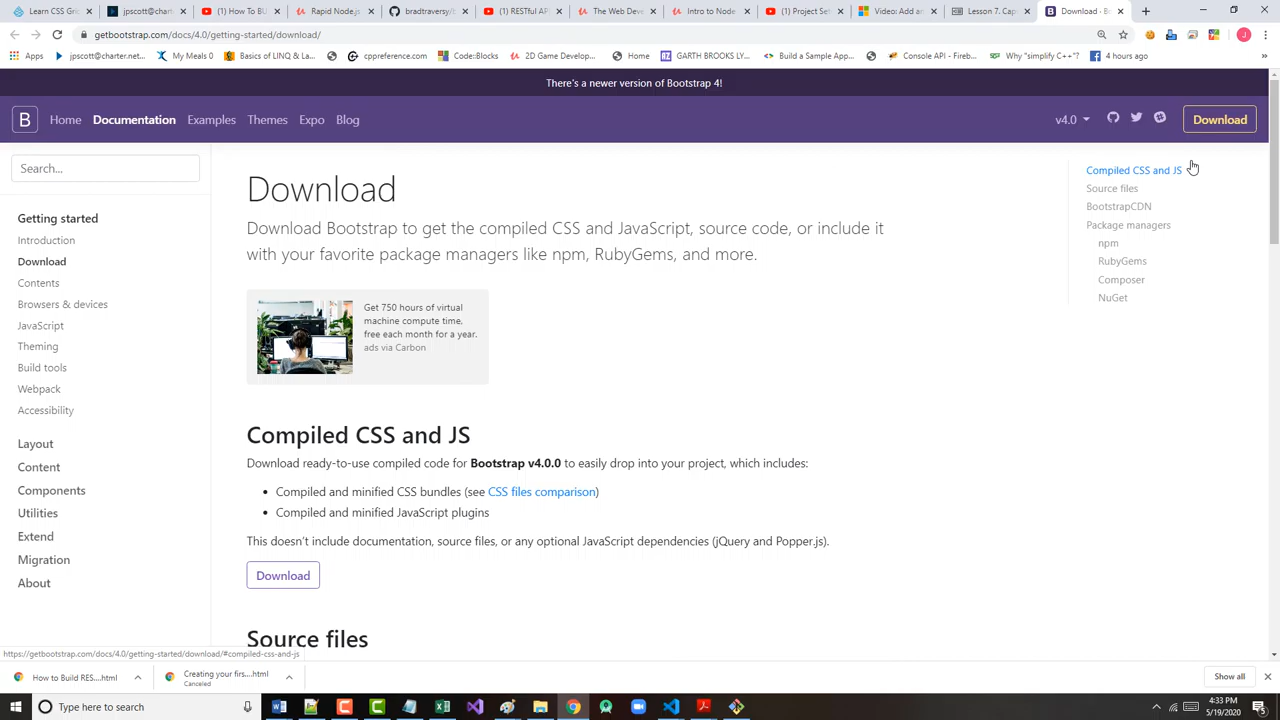 Learn CSS Gric
jpscott@chart
(1) How To BU
Rapid Node.js
bradtraversy/b
(1) RESTful API
The Web Dev
Intro to Node
(1) Project Set
Video: Add an
Lesson 7. Cap
Download · Bo
getbootstrap.com/docs/4.0/getting-started/download/
Apps
jpscott@charter.net...
My Meals 0
Basics of LINQ & La...
cppreference.com
Code::Blocks
2D Game Develop...
Home
GARTH BROOKS LY...
Build a Sample App...
Console API - Fireb...
Why "simplify C++"?
4 hours ago
There's a newer version of Bootstrap 4!
B Home Documentation Examples Themes Expo Blog v4.0 Download
Search...
Getting started
Introduction
Download
Contents
Browsers & devices
JavaScript
Theming
Build tools
Webpack
Accessibility
Layout
Content
Components
Utilities
Extend
Migration
About
Download
Download Bootstrap to get the compiled CSS and JavaScript, source code, or include it
with your favorite package managers like npm, RubyGems, and more.
Get 750 hours of virtual
machine compute time,
free each month for a year.
ads via Carbon
Compiled CSS and JS
Download ready-to-use compiled code for Bootstrap v4.0.0 to easily drop into your project, which includes:
Compiled and minified CSS bundles (see CSS files comparison)
Compiled and minified JavaScript plugins
This doesn't include documentation, source files, or any optional JavaScript dependencies (jQuery and Popper.js).
Download
Source files
Compiled CSS and JS
Source files
BootstrapCDN
Package managers
npm
RubyGems
Composer
NuGet
https://getbootstrap.com/docs/4.0/getting-started/download/#compiled-css-and-js
How to Build RES....html
Creating your firs....html
Canceled
Show all
Type here to search
4:33 PM
5/19/2020